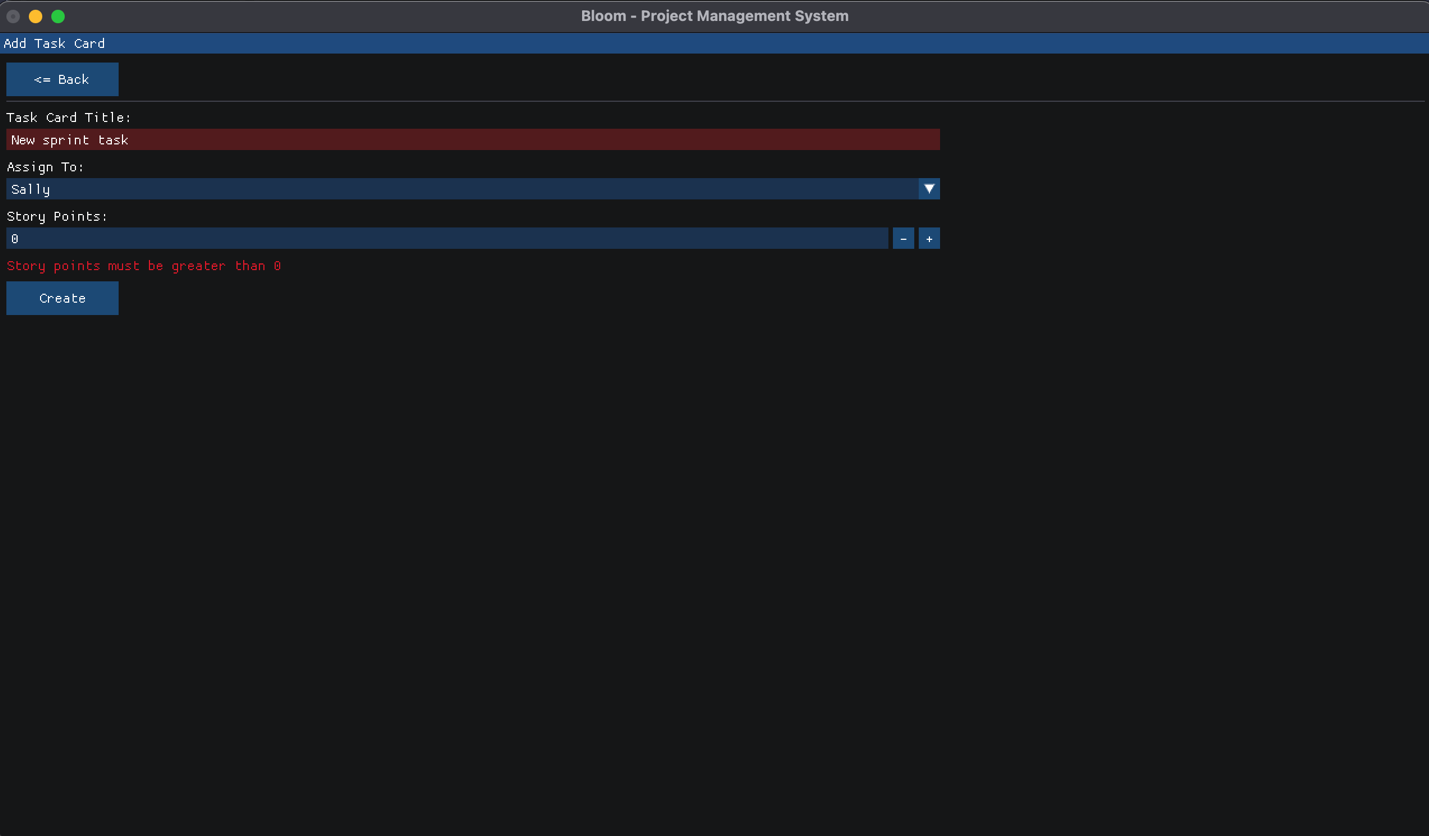 Bloom - Project Management System
Add Task Card
<= Back
Task Card Title:
New sprint task
Assign To:
Sally
Story Points:
0
- +
Story points must be greater than 0
Create